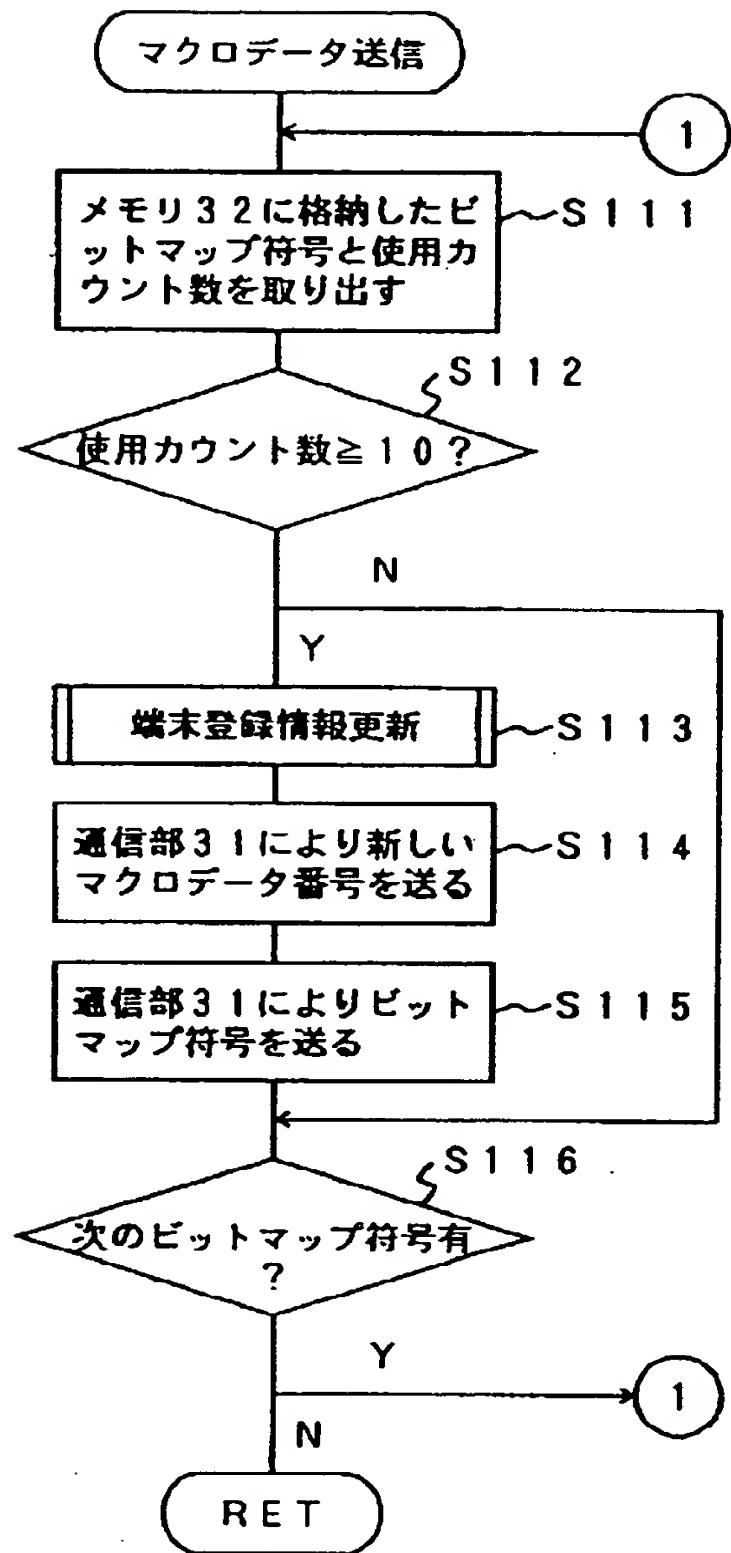 マクロデータ送信
1
メモリ32に格納したビ
ットマップ符号と使用カ
ウント数を取り出す
S111
S112
使用カウント数≧10?
N
Y
端末登録情報更新
S113
通信部31により新しい
マクロデータ番号を送る
S114
通信部31によりビット
マップ符号を送る
S115
S116
次のビットマップ符号有
?
Y
1
N
RET